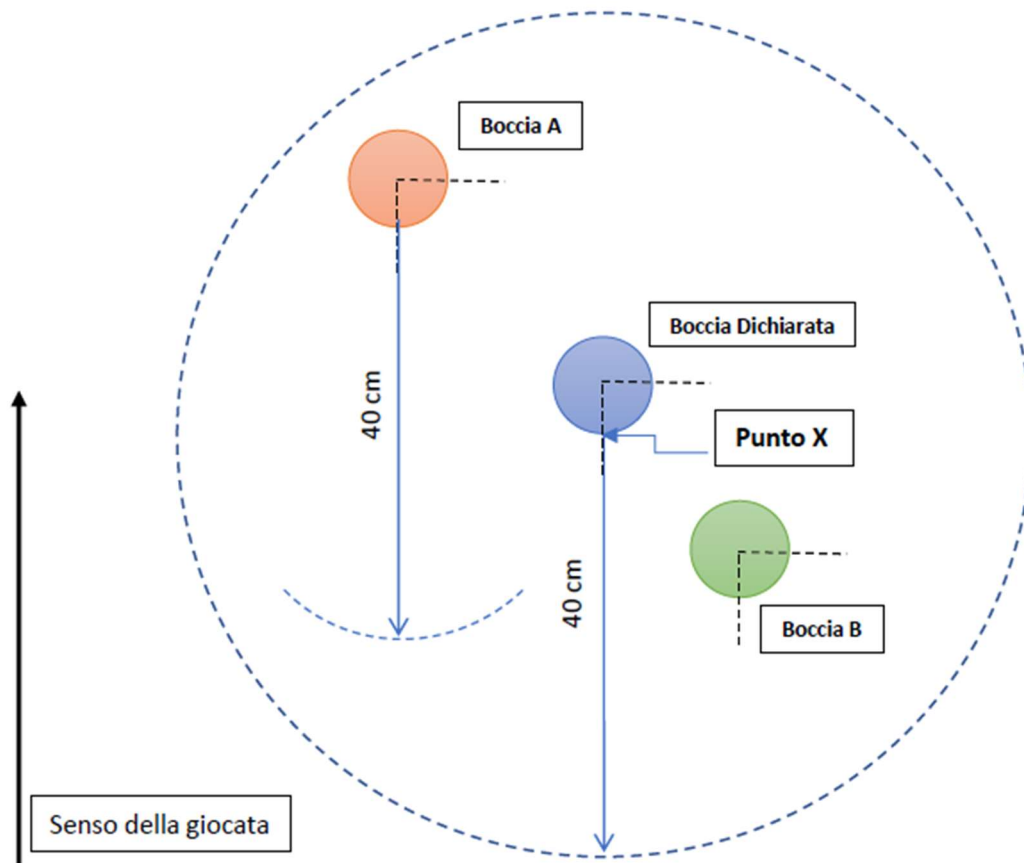 Boccia A
Boccia Dichiarata
40 cm
Punto X
40 cm
Boccia B
Senso della giocata